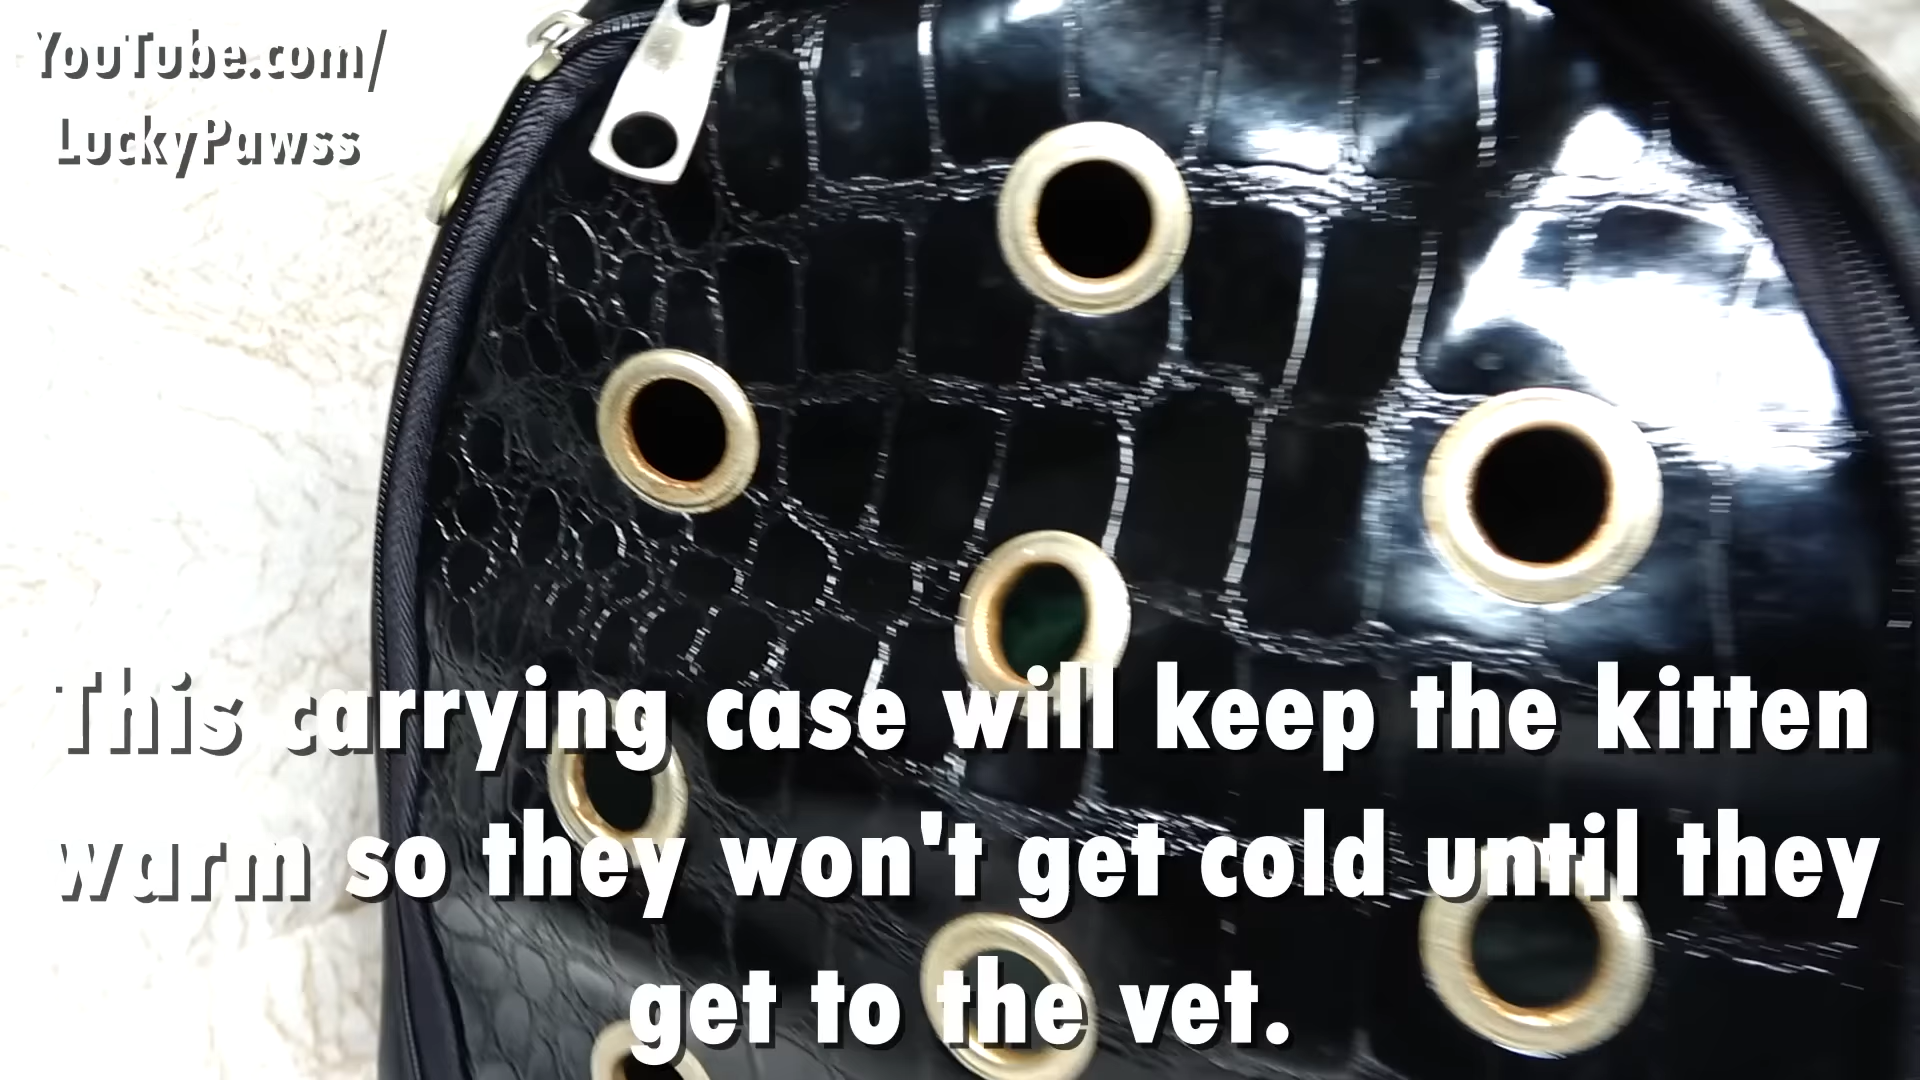 YouTube.com/
LuckyPawss
This carrying case will keep the kitten
warm so they won't get cold until they
get to the vet.